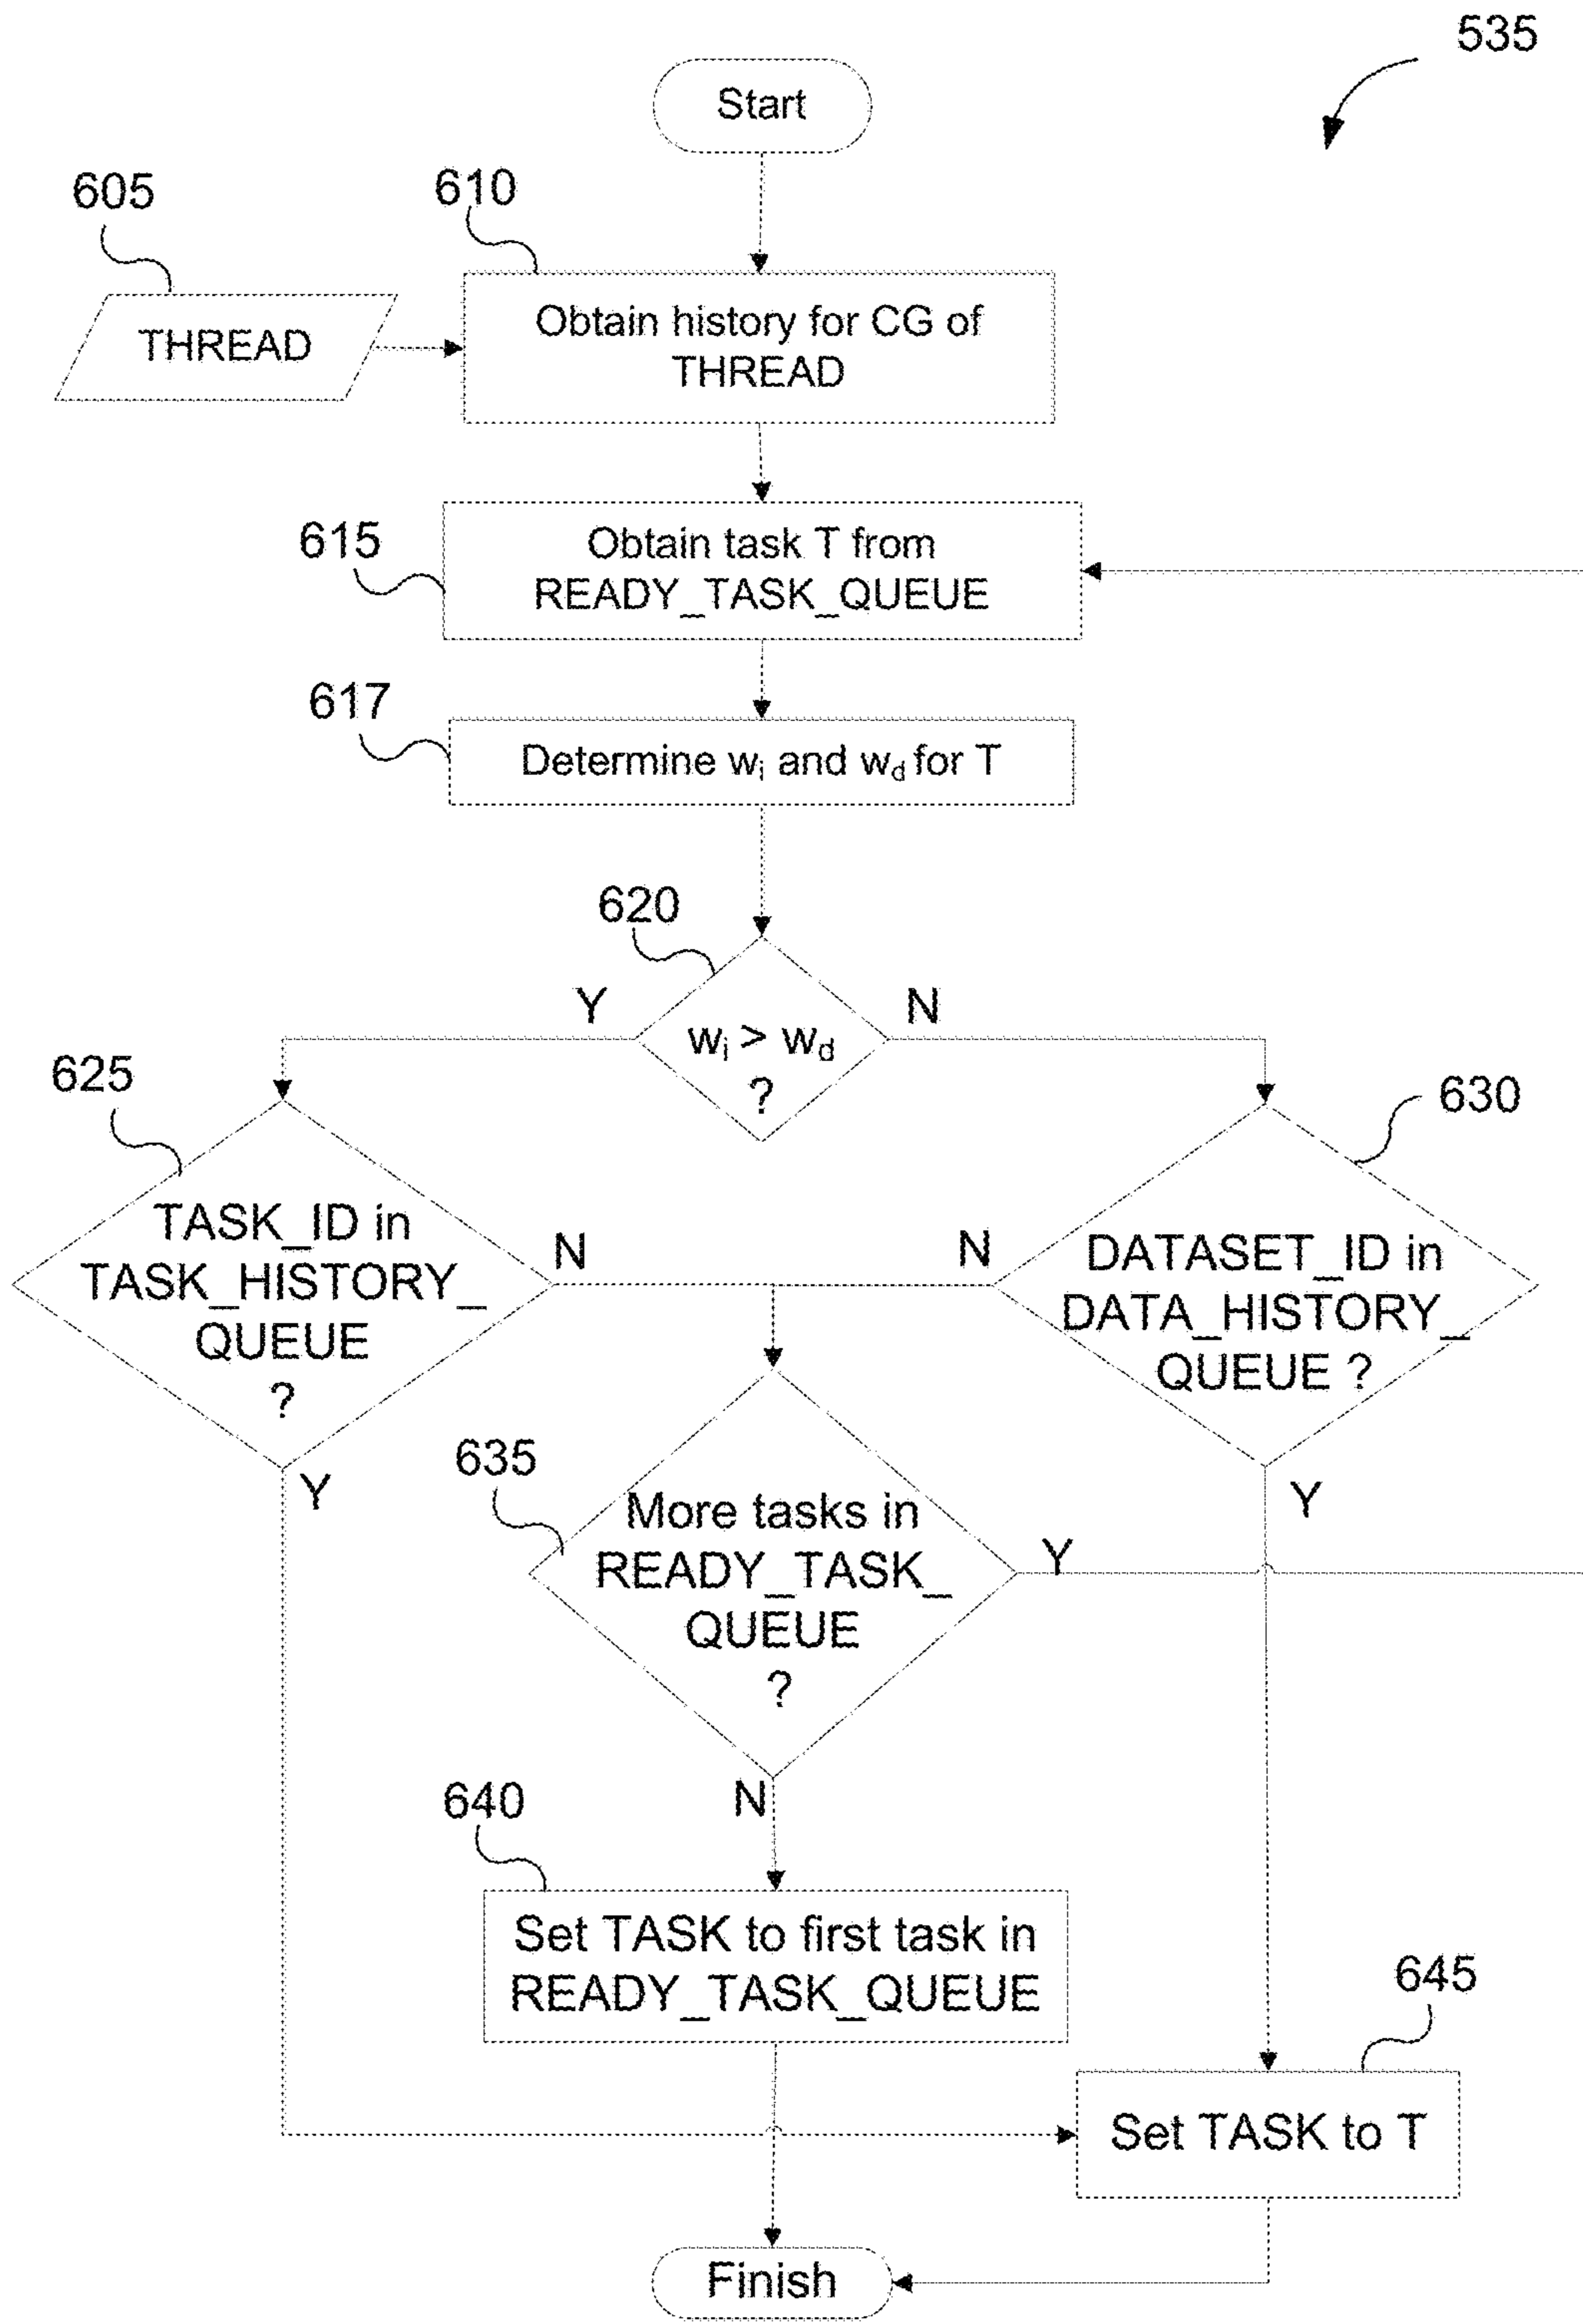 535
Start
605
610
THREAD
Obtain history for CG of
THREAD
615
Obtain task T from
READY_TASK_QUEUE
617
Determine wi and wd for T
620
Y
N
wi > wd
?
625
630
TASK_ID in
TASK_HISTORY_
QUEUE
?
N
N
DATASET_ID in
DATA_HISTORY_
QUEUE ?
Y
635
Y
More tasks in
READY_TASK_
QUEUE
?
Y
N
640
Set TASK to first task in
READY_TASK_QUEUE
645
Set TASK to T
Finish